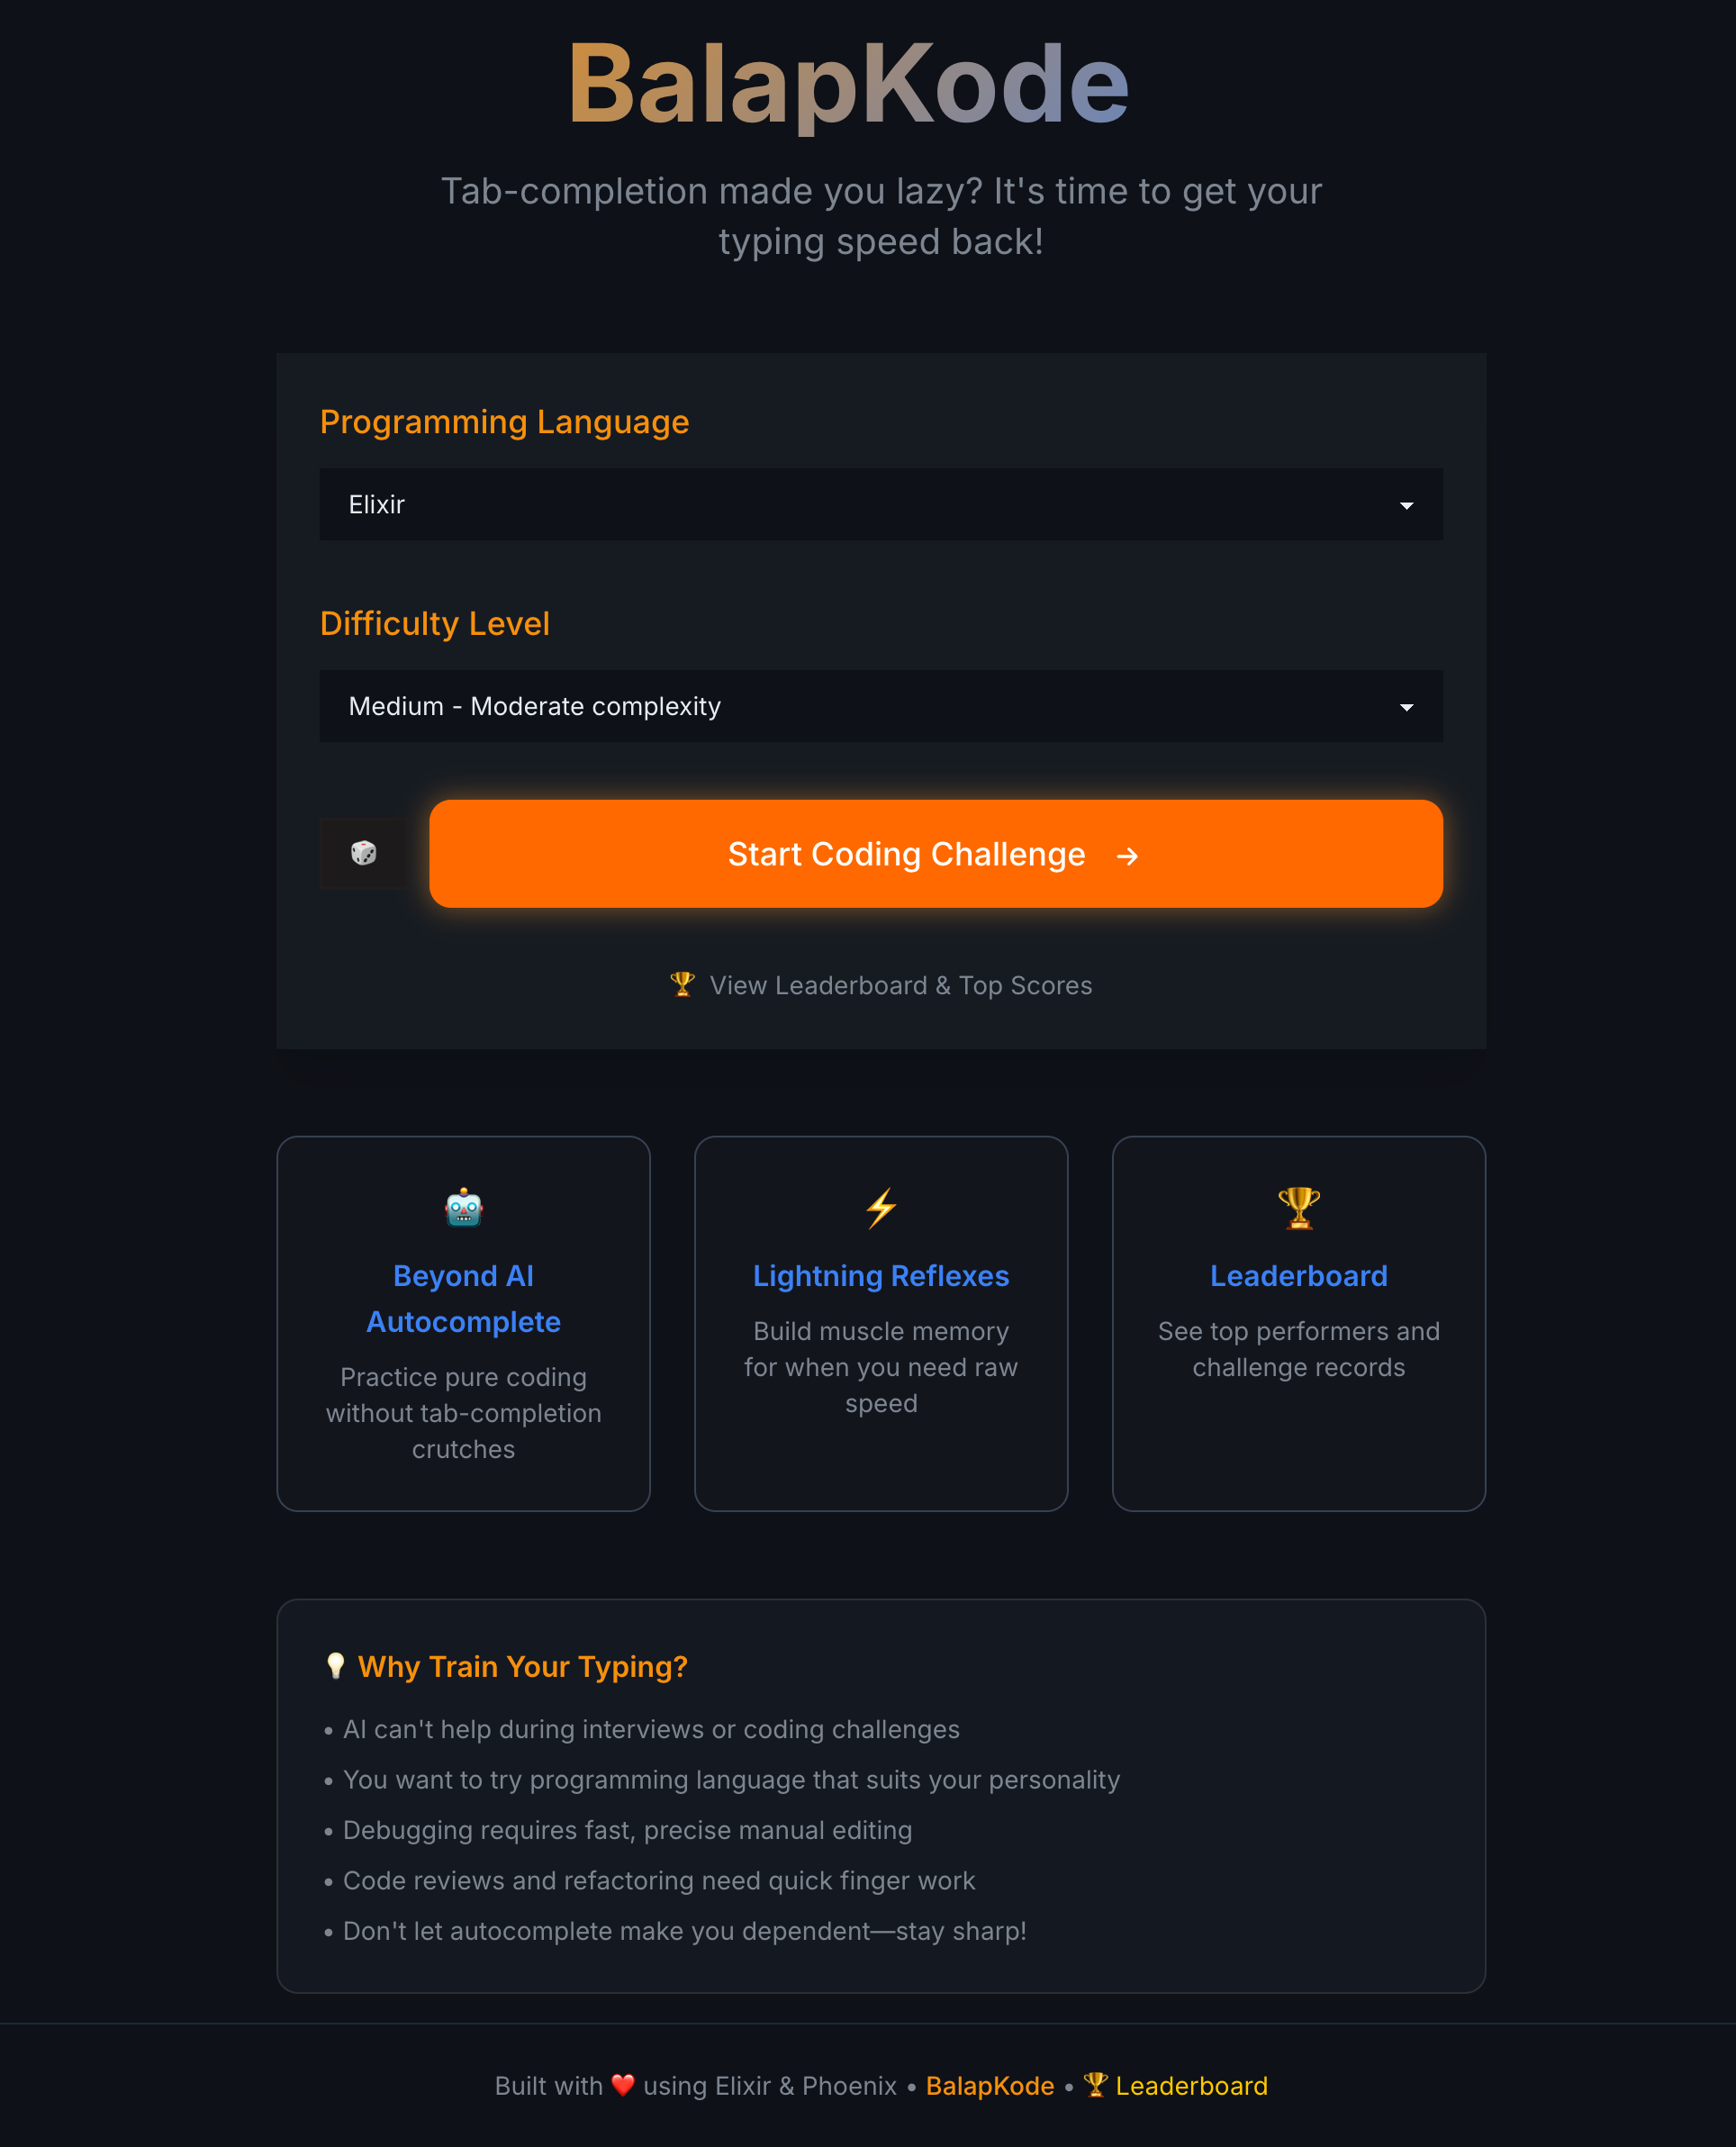 BalapKode
Tab-completion made you lazy? It's time to get your
typing speed back!
Programming Language
Elixir
Difficulty Level
Medium - Moderate complexity
Start Coding Challenge →
🏆 View Leaderboard & Top Scores
Beyond AI
Autocomplete
Practice pure coding
without tab-completion
crutches
Lightning Reflexes
Build muscle memory
for when you need raw
speed
Leaderboard
See top performers and
challenge records
💡 Why Train Your Typing?
• AI can't help during interviews or coding challenges
• You want to try programming language that suits your personality
• Debugging requires fast, precise manual editing
• Code reviews and refactoring need quick finger work
• Don't let autocomplete make you dependent—stay sharp!
Built with ❤️ using Elixir & Phoenix • BalapKode • 🏆 Leaderboard